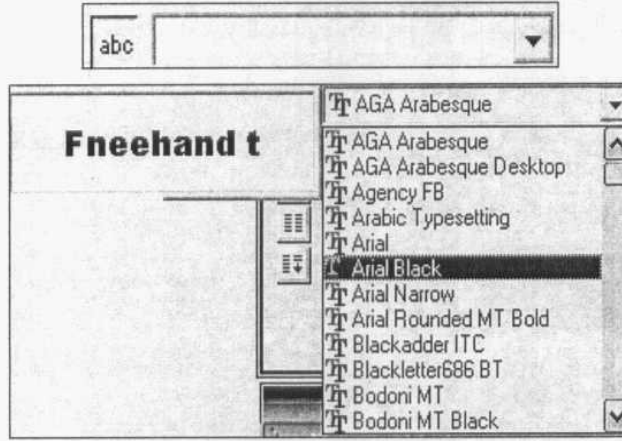 abc
Fneehand t
AGA Arabesque
AGA Arabesque
AGA Arabesque Desktop
Agency FB
Arabic Typesetting
Arial
Arial Black
Arial Narrow
Arial Rounded MT Bold
Blackadder ITC
Blackletter686 BT
Bodoni MT
Bodoni MT Black